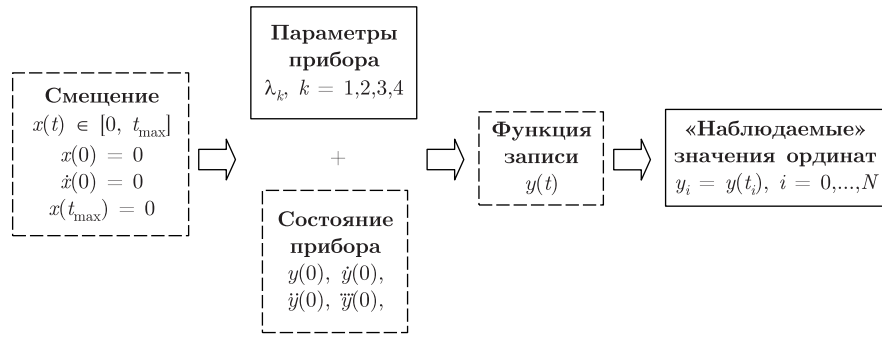 Смещение
x(t) ∈ [0, t_max]
x(0) = 0
ẋ(0) = 0
x(t_max) = 0
Параметры
прибора
λ_k, k = 1,2,3,4
+
Состояние
прибора
y(0), ẏ(0),
ÿ(0), y⃛(0),
Функция
записи
y(t)
«Наблюдаемые»
значения ординат
y_i = y(t_i), i = 0,...,N